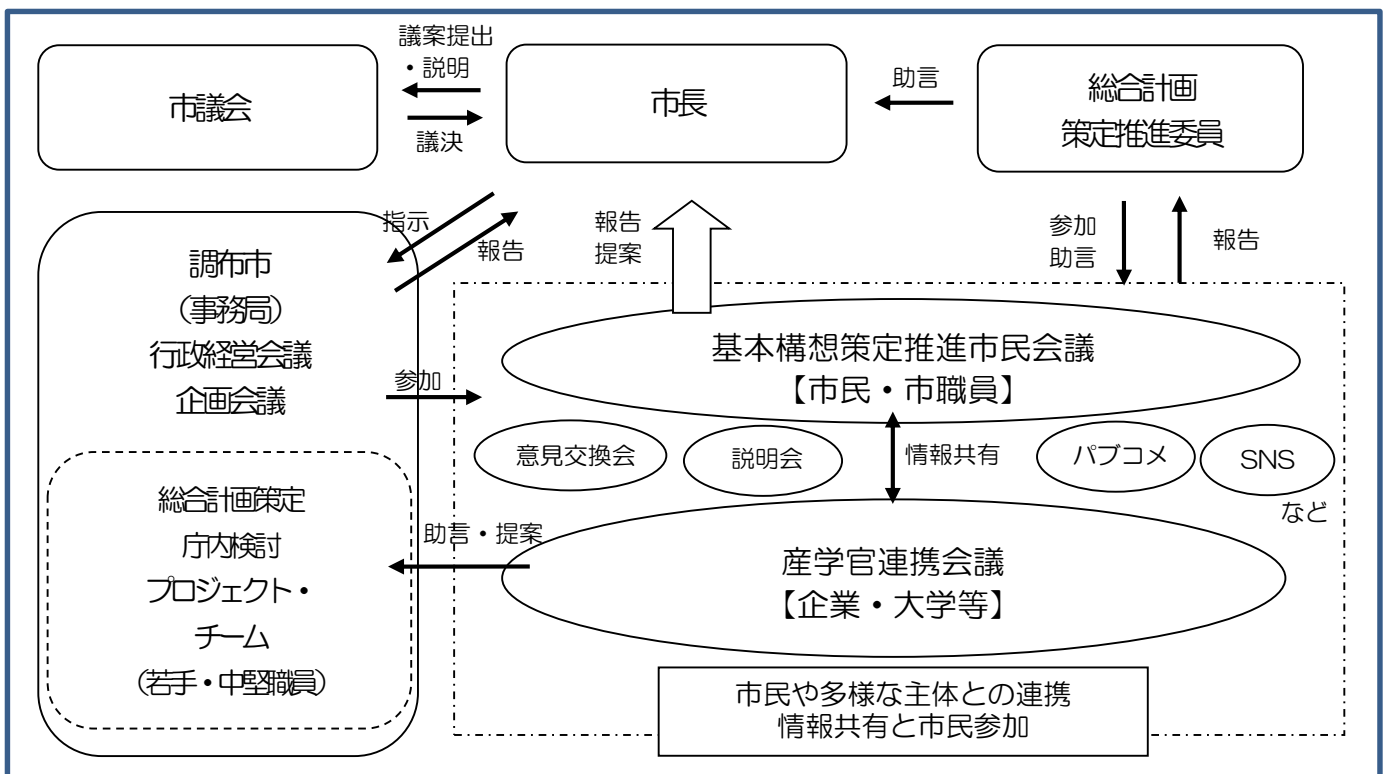 議案提出
・説明
市議会
議決
市長
助言
総合計画
策定推進委員
指示
報告
報告
提案
参加
助言
報告
調布市
(事務局)
行政経営会議
企画会議
参加
基本構想策定推進市民会議
【市民・市職員】
意見交換会
説明会
情報共有
パブコメ
SNS
など
総合計画策定
庁内検討
プロジェクト・
チーム
(若手・中堅職員)
助言・提案
産学官連携会議
【企業・大学等】
市民や多様な主体との連携
情報共有と市民参加